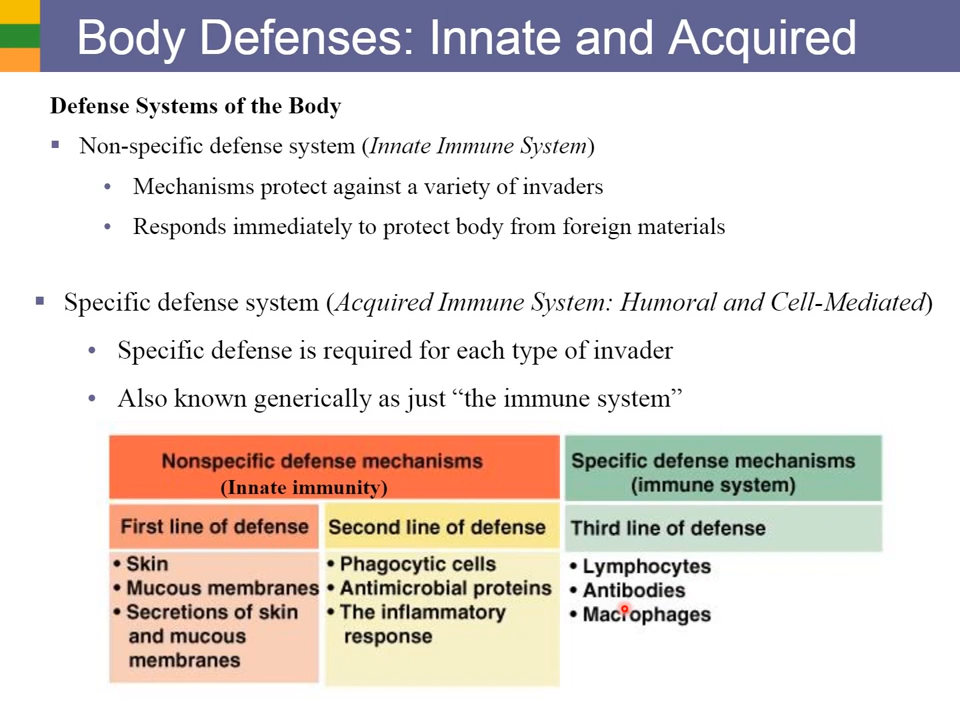 Body Defenses: Innate and Acquired
Defense Systems of the Body
▪ Non-specific defense system (Innate Immune System)
• Mechanisms protect against a variety of invaders
• Responds immediately to protect body from foreign materials
▪ Specific defense system (Acquired Immune System: Humoral and Cell-Mediated)
• Specific defense is required for each type of invader
• Also known generically as just “the immune system”
Nonspecific defense mechanisms
(Innate immunity)
First line of defense
• Skin
• Mucous membranes
• Secretions of skin
and mucous
membranes
Second line of defense
• Phagocytic cells
• Antimicrobial proteins
• The inflammatory
response
Specific defense mechanisms
(immune system)
Third line of defense
• Lymphocytes
• Antibodies
• Macrophages